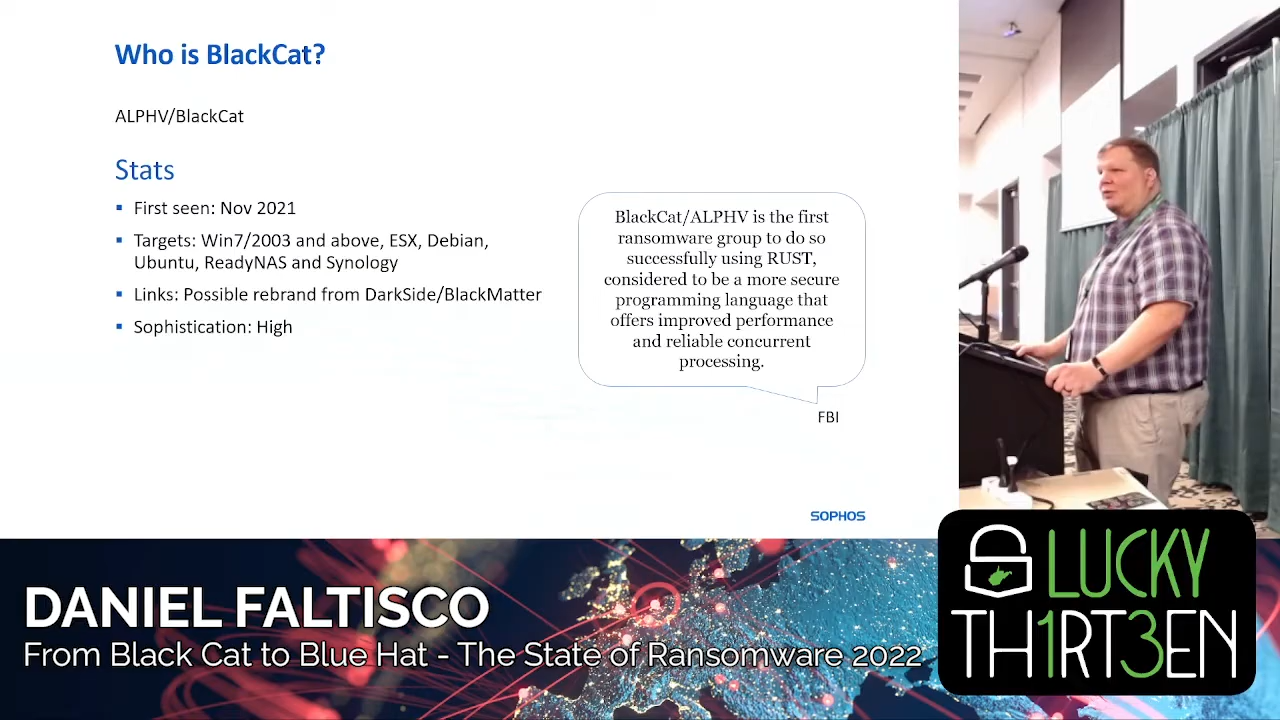 Who is BlackCat?
ALPHV/BlackCat
Stats
First seen: Nov 2021
Targets: Win7/2003 and above, ESX, Debian,
Ubuntu, ReadyNAS and Synology
Links: Possible rebrand from DarkSide/BlackMatter
Sophistication: High
BlackCat/ALPHV is the first
ransomware group to do so
successfully using RUST,
considered to be a more secure
programming language that
offers improved performance
and reliable concurrent
processing.
FBI
SOPHOS
DANIEL FALTISCO
From Black Cat to Blue Hat - The State of Ransomware 2022
LUCKY
TH1RT3EN